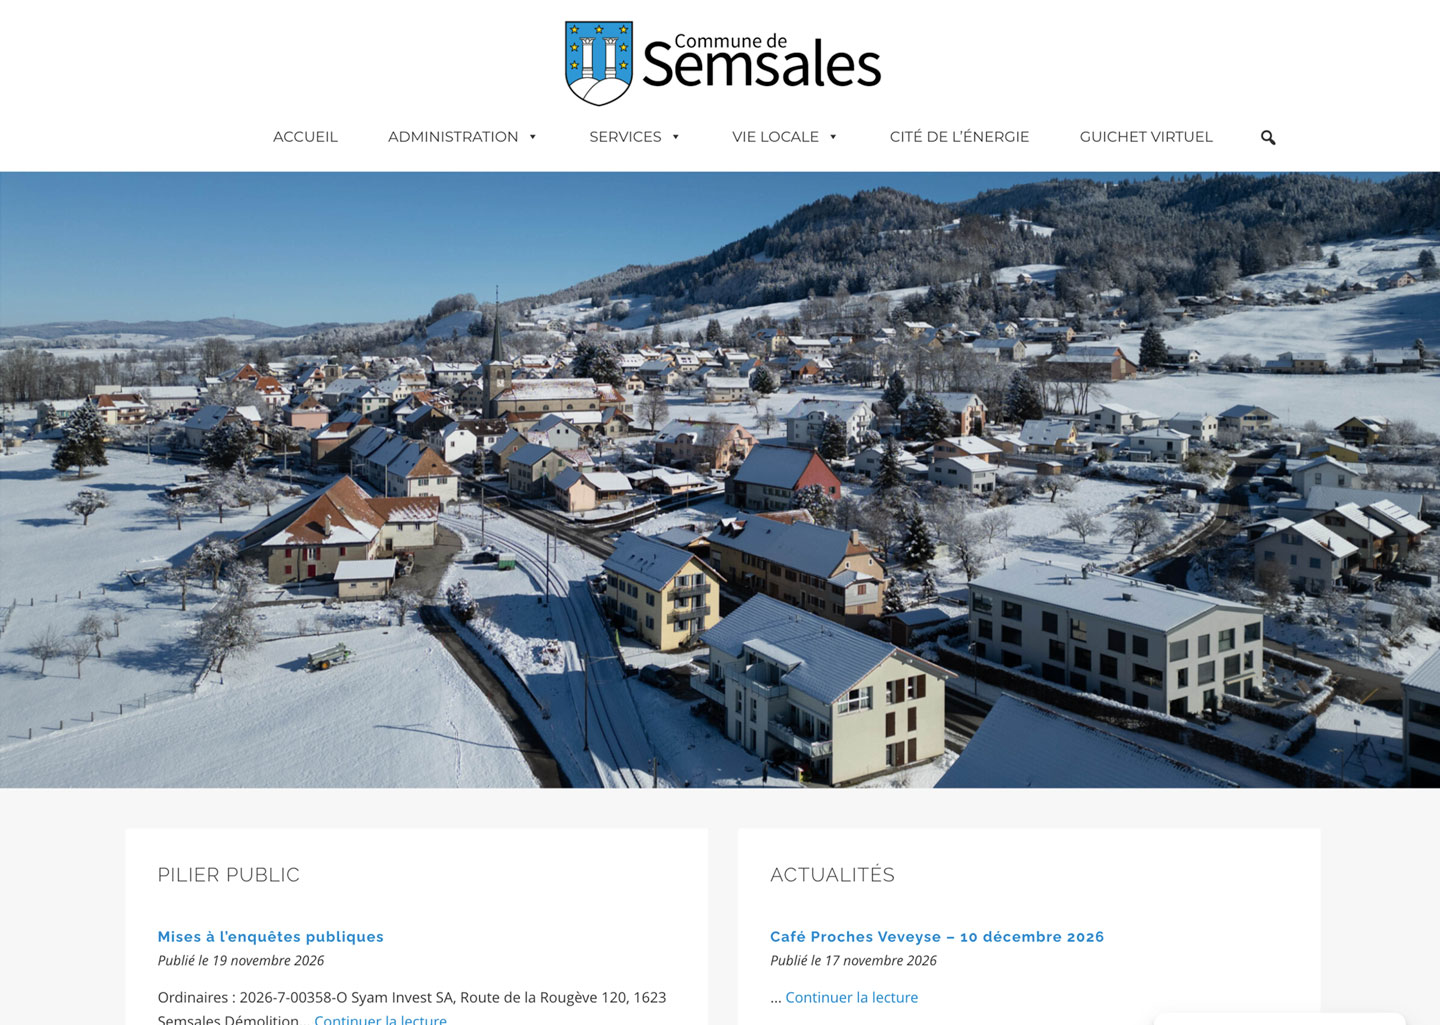 Commune de
Semsales
ACCUEIL ADMINISTRATION SERVICES VIE LOCALE CITÉ DE L’ÉNERGIE GUICHET VIRTUEL
PILIER PUBLIC
Mises à l’enquêtes publiques
Publié le 19 novembre 2026
Ordinaires : 2026-7-00358-O Syam Invest SA, Route de la Rougève 120, 1623
Semsales Démolition... Continuer la lecture
ACTUALITÉS
Café Proches Veveyse – 10 décembre 2026
Publié le 17 novembre 2026
... Continuer la lecture